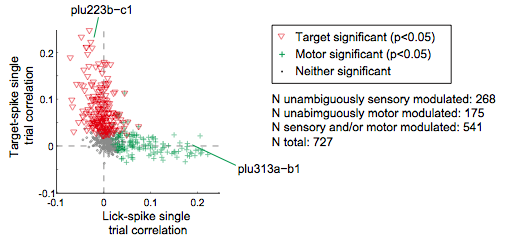 plu223b-c1
Target-spike single
trial correlation
0.2
0.1
0
-0.1
-0.1
0
0.1
0.2
Lick-spike single
trial correlation
plu313a-b1
Target significant (p<0.05)
Motor significant (p<0.05)
Neither significant
N unambiguously sensory modulated: 268
N unabimguously motor modulated: 175
N sensory and/or motor modulated: 541
N total: 727